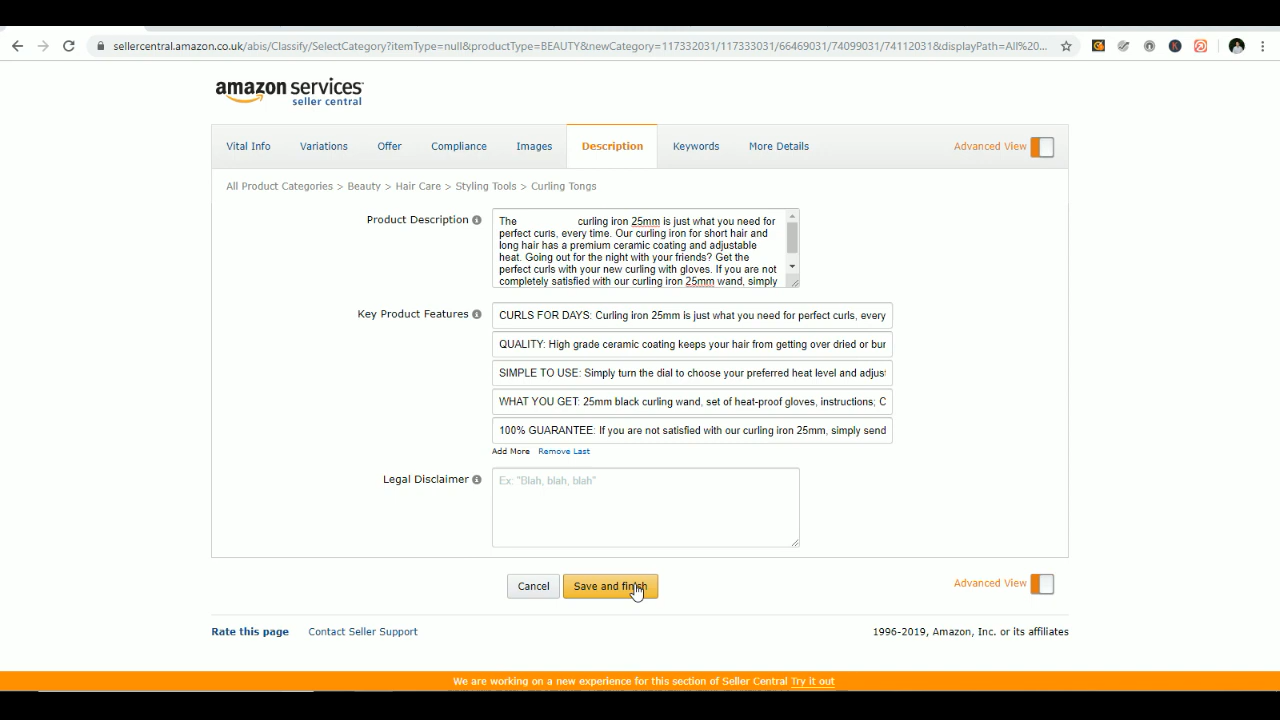 sellercentral.amazon.co.uk/abis/Classify/SelectCategory?itemType=null&productType=BEAUTY&newCategory=117332031/117333031/66469031/74099031/74112031&displayPath=All%20...
amazon services
seller central
Vital Info Variations Offer Compliance Images Description Keywords More Details Advanced View
All Product Categories > Beauty > Hair Care > Styling Tools > Curling Tongs
Product Description
The curling iron 25mm is just what you need for
perfect curls, every time. Our curling iron for short hair and
long hair has a premium ceramic coating and adjustable
heat. Going out for the night with your friends? Get the
perfect curls with your new curling with gloves. If you are not
completely satisfied with our curling iron 25mm wand, simply
Key Product Features
CURLS FOR DAYS: Curling iron 25mm is just what you need for perfect curls, every
QUALITY: High grade ceramic coating keeps your hair from getting over dried or bur
SIMPLE TO USE: Simply turn the dial to choose your preferred heat level and adjus
WHAT YOU GET: 25mm black curling wand, set of heat-proof gloves, instructions; C
100% GUARANTEE: If you are not satisfied with our curling iron 25mm, simply send
Add More Remove Last
Legal Disclaimer
Ex: "Blah, blah, blah"
Cancel Save and finish Advanced View
Rate this page Contact Seller Support 1996-2019, Amazon, Inc. or its affiliates
We are working on a new experience for this section of Seller Central Try it out